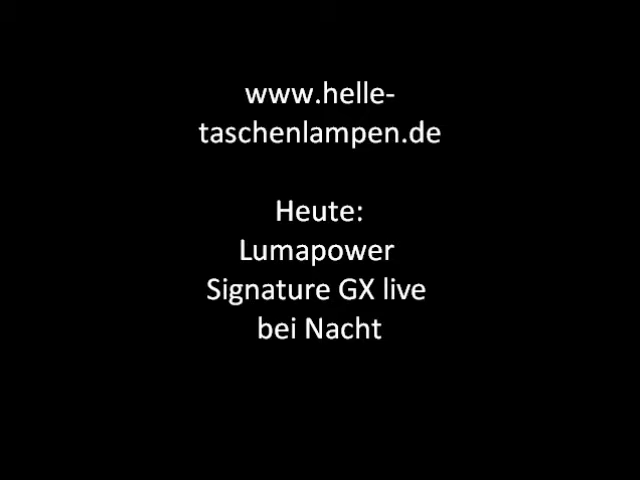 www.helle-
taschenlampen.de
Heute:
Lumapower
Signature GX live
bei Nacht